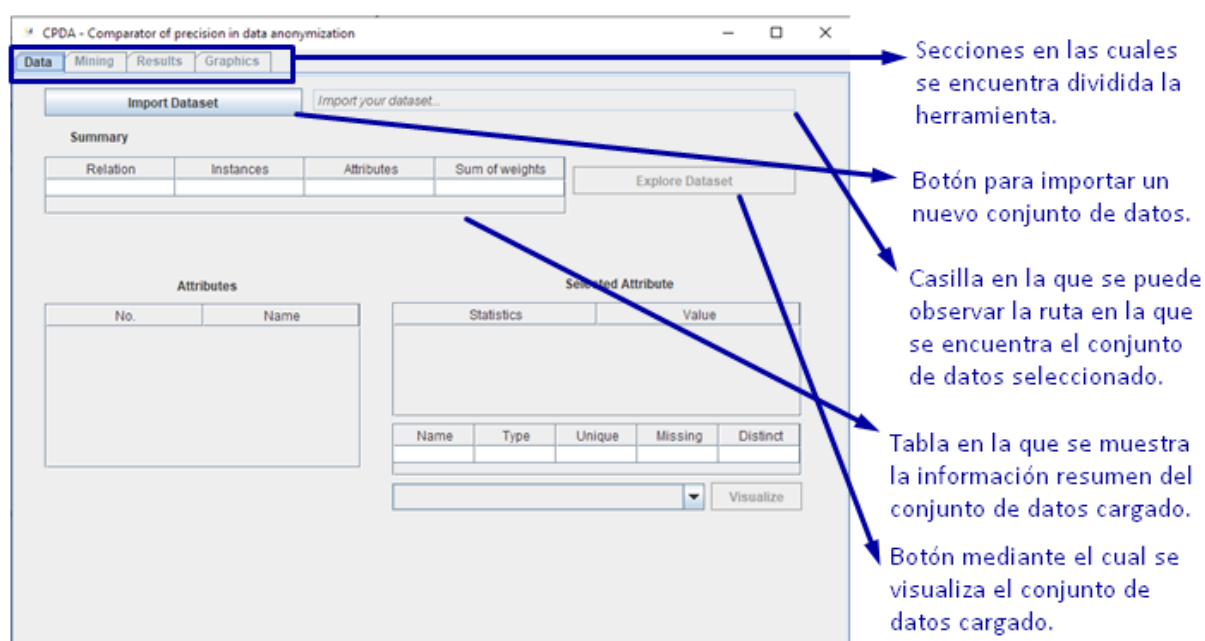 CPDA - Comparator of precision in data anonymization
Data Mining Results Graphics
Import Dataset Import your dataset...
Summary
Relation Instances Attributes Sum of weights
Explore Dataset
Attributes
No. Name
Selected Attribute
Statistics Value
Name Type Unique Missing Distinct
Visualize
Secciones en las cuales
se encuentra dividida la
herramienta.
Botón para importar un
nuevo conjunto de datos.
Casilla en la que se puede
observar la ruta en la que
se encuentra el conjunto
de datos seleccionado.
Tabla en la que se muestra
la información resumen del
conjunto de datos cargado.
Botón mediante el cual se
visualiza el conjunto de
datos cargado.